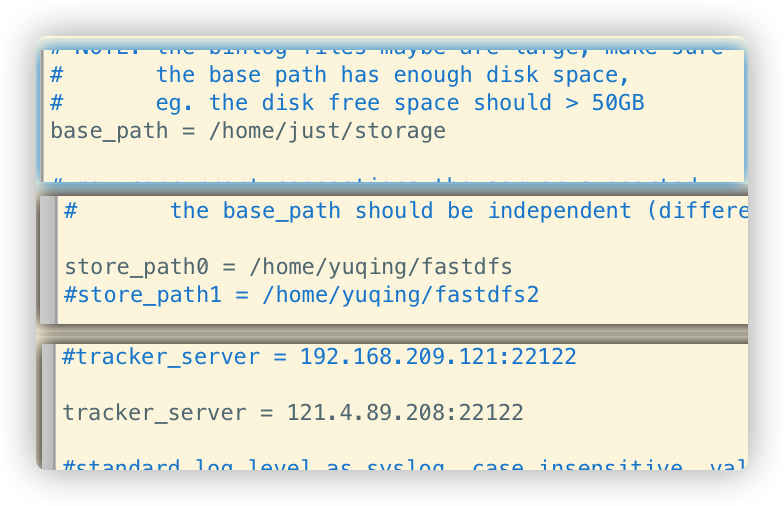 # NOTE: the binlog files maybe are large, make sure
#       the base path has enough disk space,
#       eg. the disk free space should > 50GB
base_path = /home/just/storage
#       the base_path should be independent (differe
store_path0 = /home/yuqing/fastdfs
#store_path1 = /home/yuqing/fastdfs2
#tracker_server = 192.168.209.121:22122
tracker_server = 121.4.89.208:22122
#standard log level as syslog, case insensitive, val